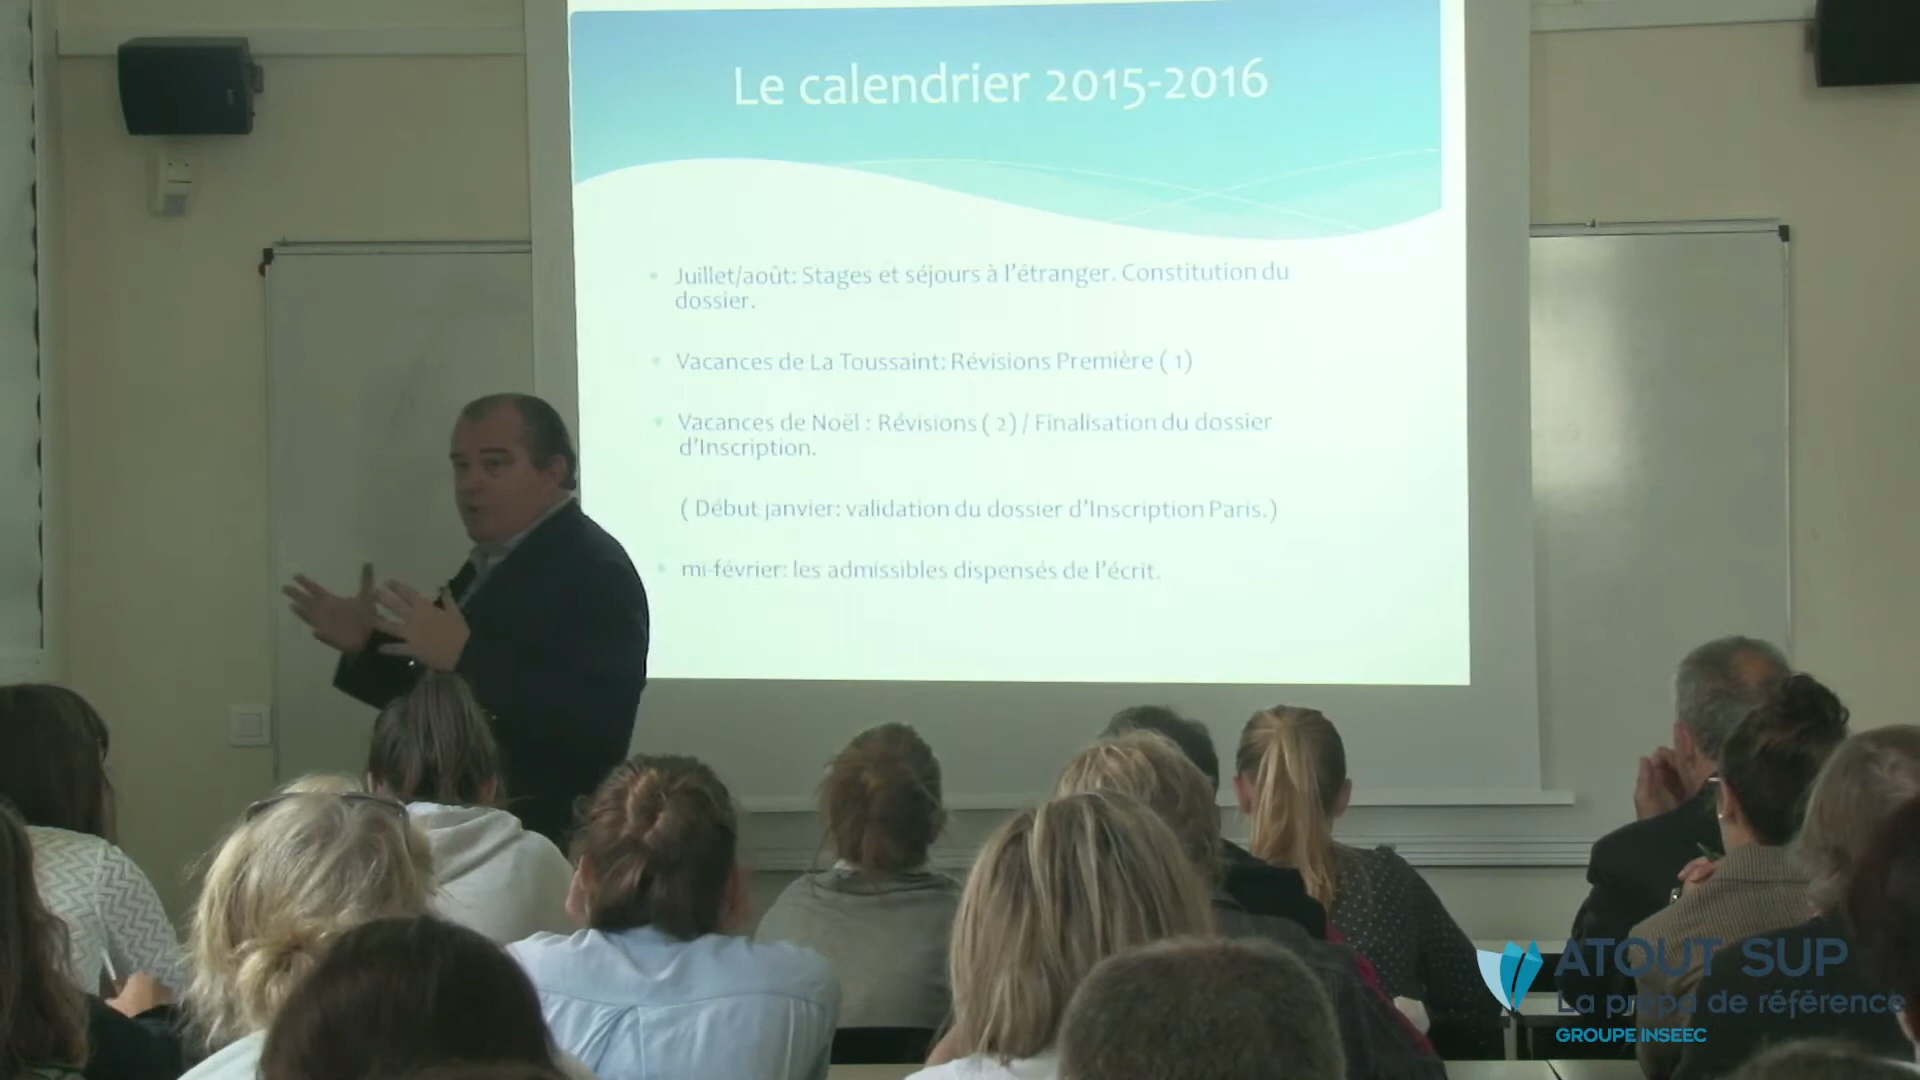 Le calendrier 2015-2016
Juillet/août: Stages et séjours à l'étranger. Constitution du
dossier.
Vacances de La Toussaint: Révisions Première ( 1)
Vacances de Noël : Révisions ( 2) / Finalisation du dossier
d'Inscription.
( Début janvier: validation du dossier d'Inscription Paris.)
mi-février: les admissibles dispensés de l'écrit.
ATOUT SUP
La prépa de référence
GROUPE INSEEC